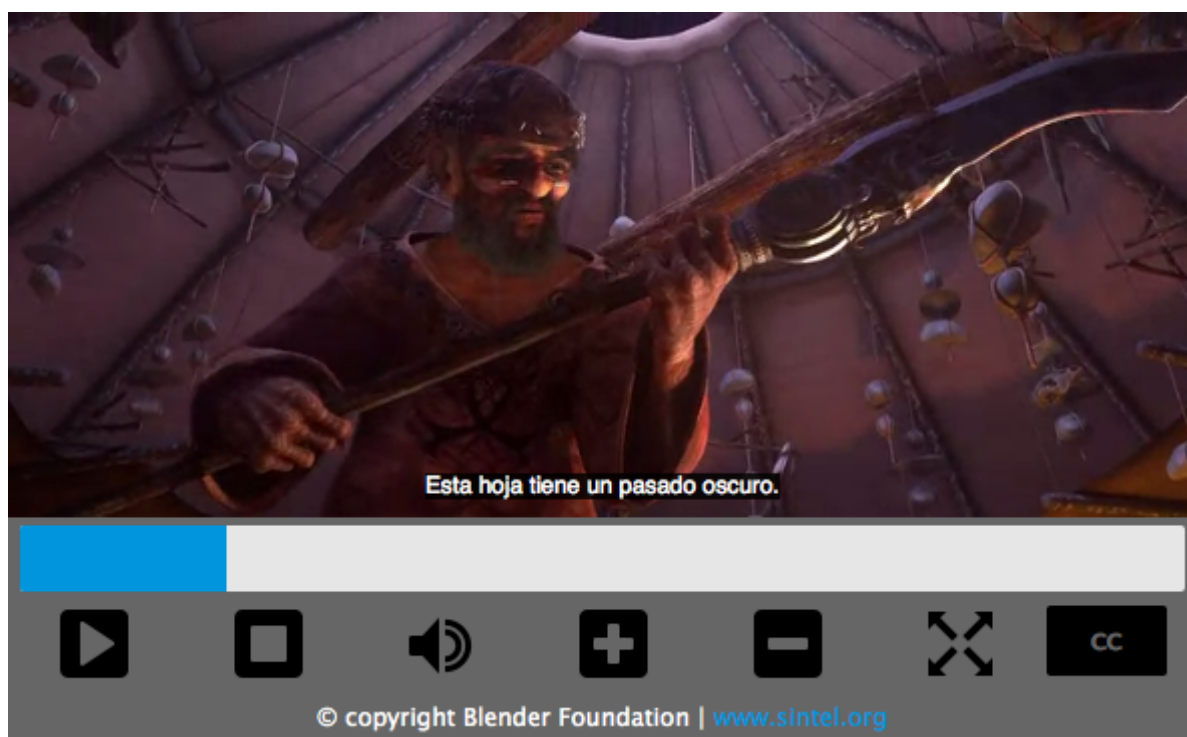 Esta hoja tiene un pasado oscuro.
CC
© copyright Blender Foundation | www.sintel.org